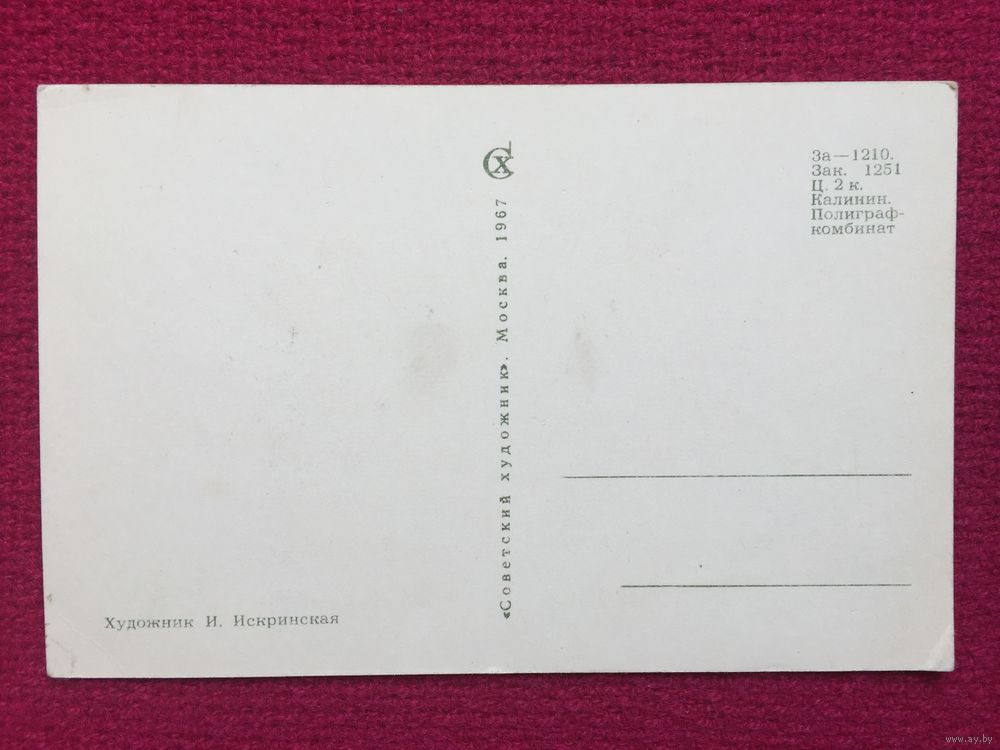 СХ
За—1210.
Зак. 1251
Ц. 2 к.
Калинин.
Полиграф-
комбинат
«Советский художник». Москва. 1967
Художник И. Искринская
www.ay.by